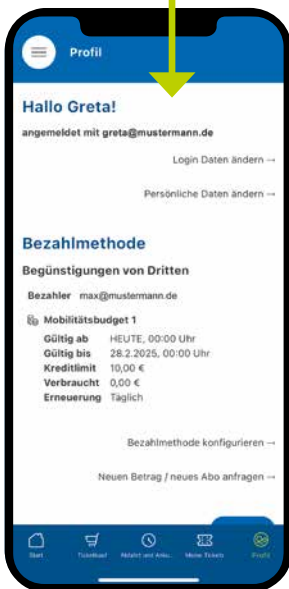 Profil
Hallo Greta!
angemeldet mit greta@mustermann.de
Login Daten ändern →
Persönliche Daten ändern →
Bezahlmethode
Begünstigungen von Dritten
Bezahler max@mustermann.de
Mobilitätsbudget 1
Gültig ab HEUTE, 00:00 Uhr
Gültig bis 28.2.2025, 00:00 Uhr
Kreditlimit 10,00 €
Verbraucht 0,00 €
Erneuerung Täglich
Bezahlmethode konfigurieren →
Neuen Betrag / neues Abo anfragen →
Start Ticketkauf Abfahrt und Anku... Meine Tickets Profil